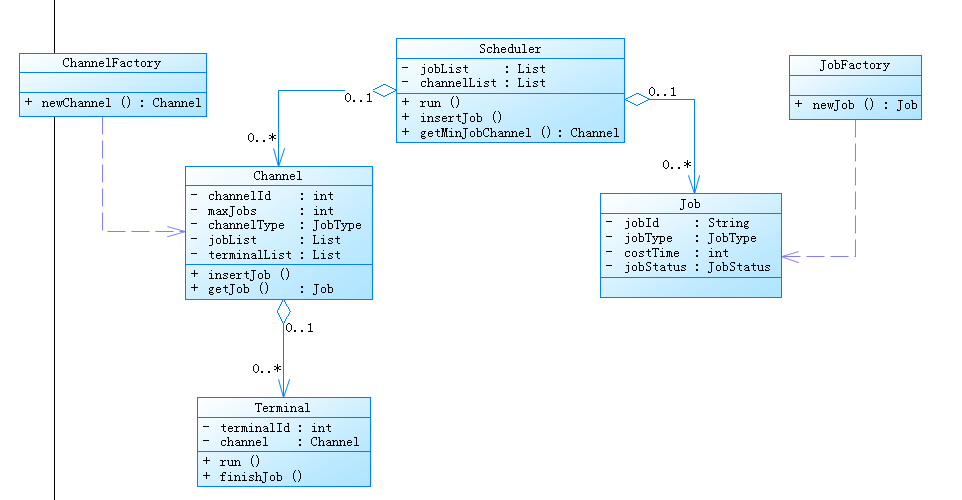 ChannelFactory
+ newChannel () : Channel
Scheduler
- jobList : List
- channelList : List
+ run ()
+ insertJob ()
+ getMinJobChannel () : Channel
JobFactory
+ newJob () : Job
0..1
0..*
0..1
0..*
Channel
- channelId : int
- maxJobs : int
- channelType : JobType
- jobList : List
- terminalList : List
+ insertJob ()
+ getJob () : Job
Job
- jobId : String
- jobType : JobType
- costTime : int
- jobStatus : JobStatus
0..1
0..*
Terminal
- terminalId : int
- channel : Channel
+ run ()
+ finishJob ()